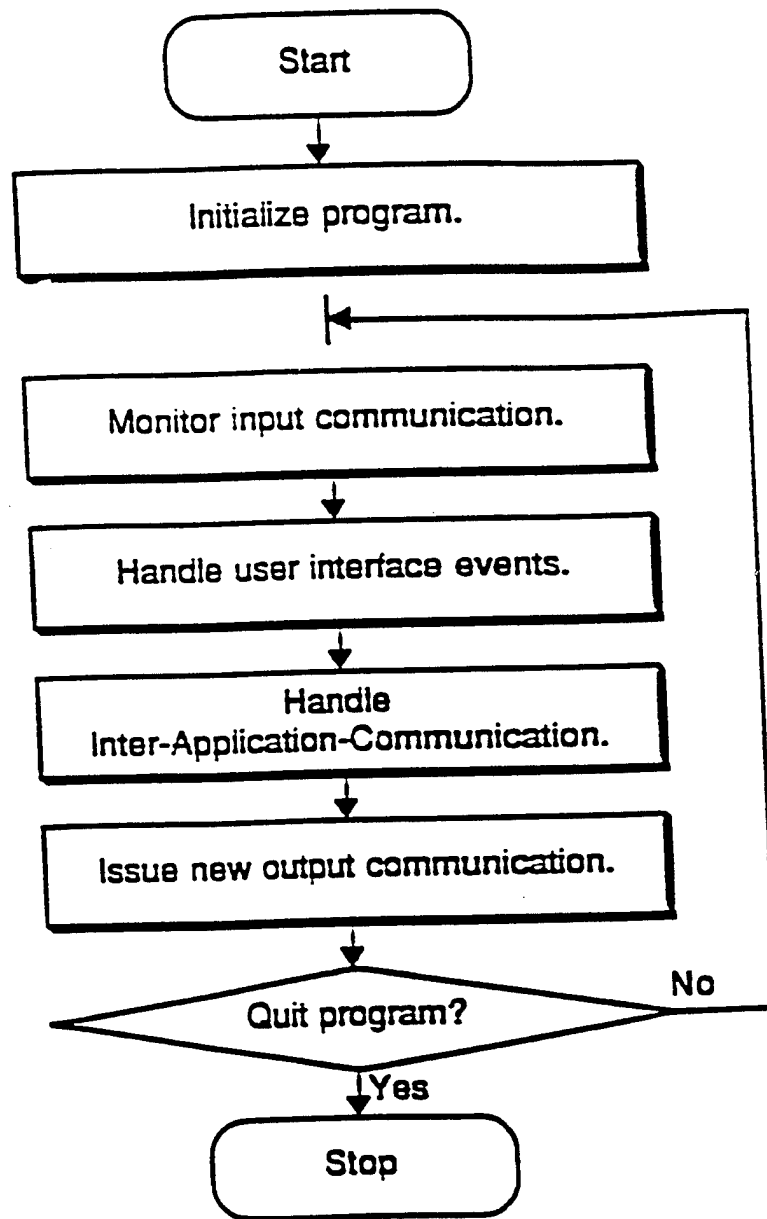 Start
Initialize program.
Monitor input communication.
Handle user interface events.
Handle
Inter-Application-Communication.
Issue new output communication.
Quit program?
No
Yes
Stop